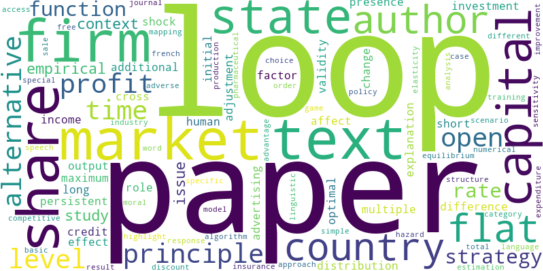 access journal shock presence investment
function context state author
mapping french
free sale
special additional
firm loop alternative empirical
initial production pharmaceutical adjustment validity
different case improvement
choice policy elasticity analysis
profit factor change
adverse order
share time cross human
game affect training scenario sensitivity
income industry market text explanation short open capital
speech word advantage numerical
output maximum long persistent role issue
advertising linguistic optimal multiple equilibrium
paper country rate flat
expenditure
structure category difference
study credit effect principle specific
moral model highlight response algorithm
hazard simple total language
level basic competitive distribution strategy
result discount insurance approach estimation